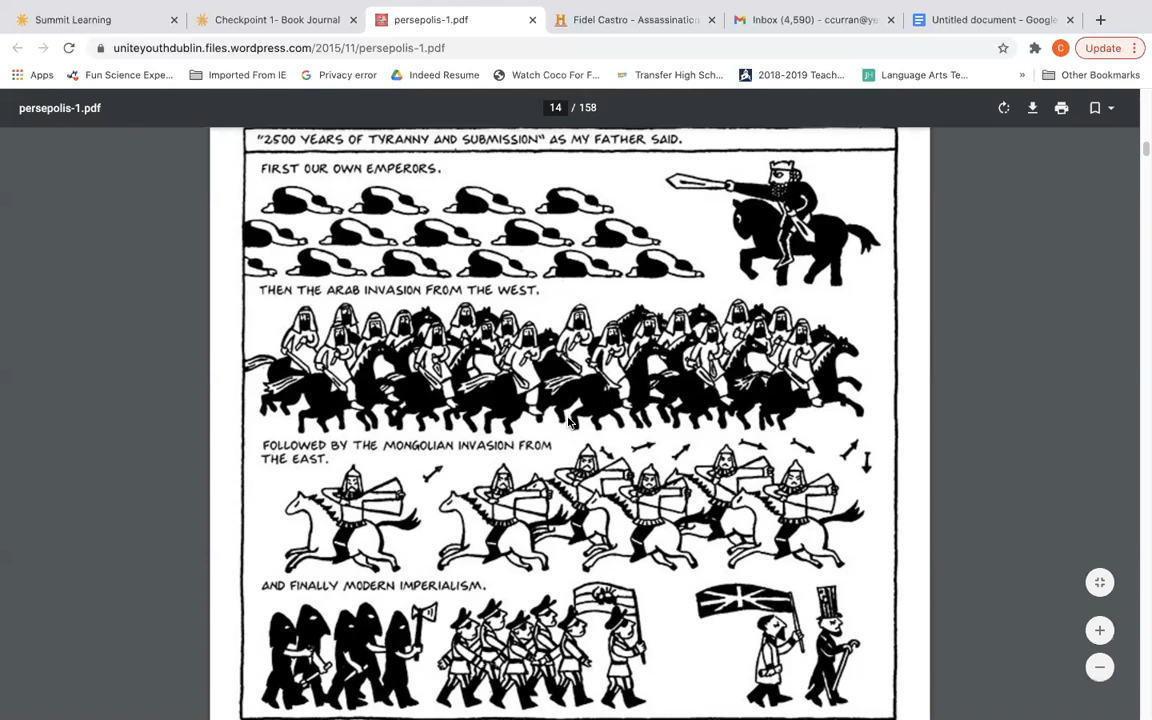 Summit Learning
Checkpoint 1- Book Journal
persepolis-1.pdf
Fidel Castro - Assassinatio
Inbox (4,590) - ccurran@ye
Untitled document - Google
uniteyouthdublin.files.wordpress.com/2015/11/persepolis-1.pdf
C
Update
Apps
Fun Science Expe...
Imported From IE
Privacy error
Indeed Resume
Watch Coco For F...
Transfer High Sch...
2018-2019 Teach...
Language Arts Te...
»
Other Bookmarks
persepolis-1.pdf
14 / 158
"2500 YEARS OF TYRANNY AND SUBMISSION" AS MY FATHER SAID.
FIRST OUR OWN EMPERORS.
THEN THE ARAB INVASION FROM THE WEST.
FOLLOWED BY THE MONGOLIAN INVASION FROM
THE EAST.
AND FINALLY MODERN IMPERIALISM.